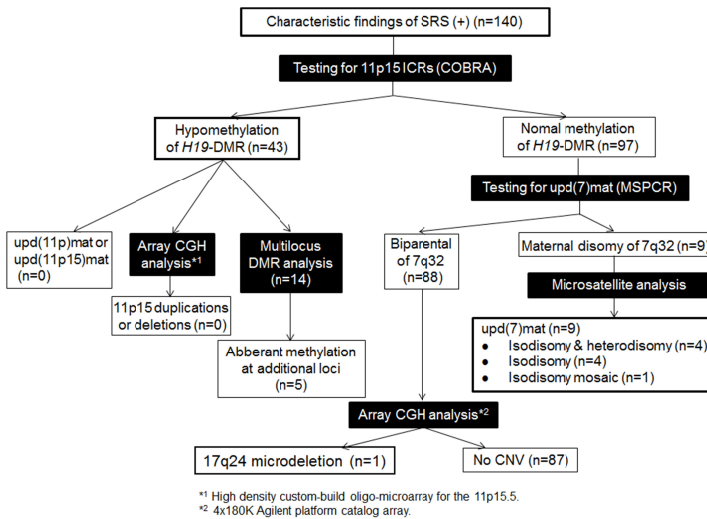 Characteristic findings of SRS (+) (n=140)
Testing for 11p15 ICRs (COBRA)
Hypomethylation
of H19-DMR (n=43)
Nomal methylation
of H19-DMR (n=97)
Testing for upd(7)mat (MSPCR)
upd(11p)mat or
upd(11p15)mat
(n=0)
Array CGH
analysis*1
Multilocus
DMR analysis
(n=14)
Biparental
of 7q32
(n=88)
Maternal disomy of 7q32 (n=9)
Microsatellite analysis
11p15 duplications
or deletions (n=0)
upd(7)mat (n=9)
● Isodisomy & heterodisomy (n=4)
● Isodisomy (n=4)
● Isodisomy mosaic (n=1)
Abberant methylation
at additional loci
(n=5)
Array CGH analysis*2
17q24 microdeletion (n=1)
No CNV (n=87)
*1 High density custom-build oligo-microarray for the 11p15.5.
*2 4x180K Agilent platform catalog array.